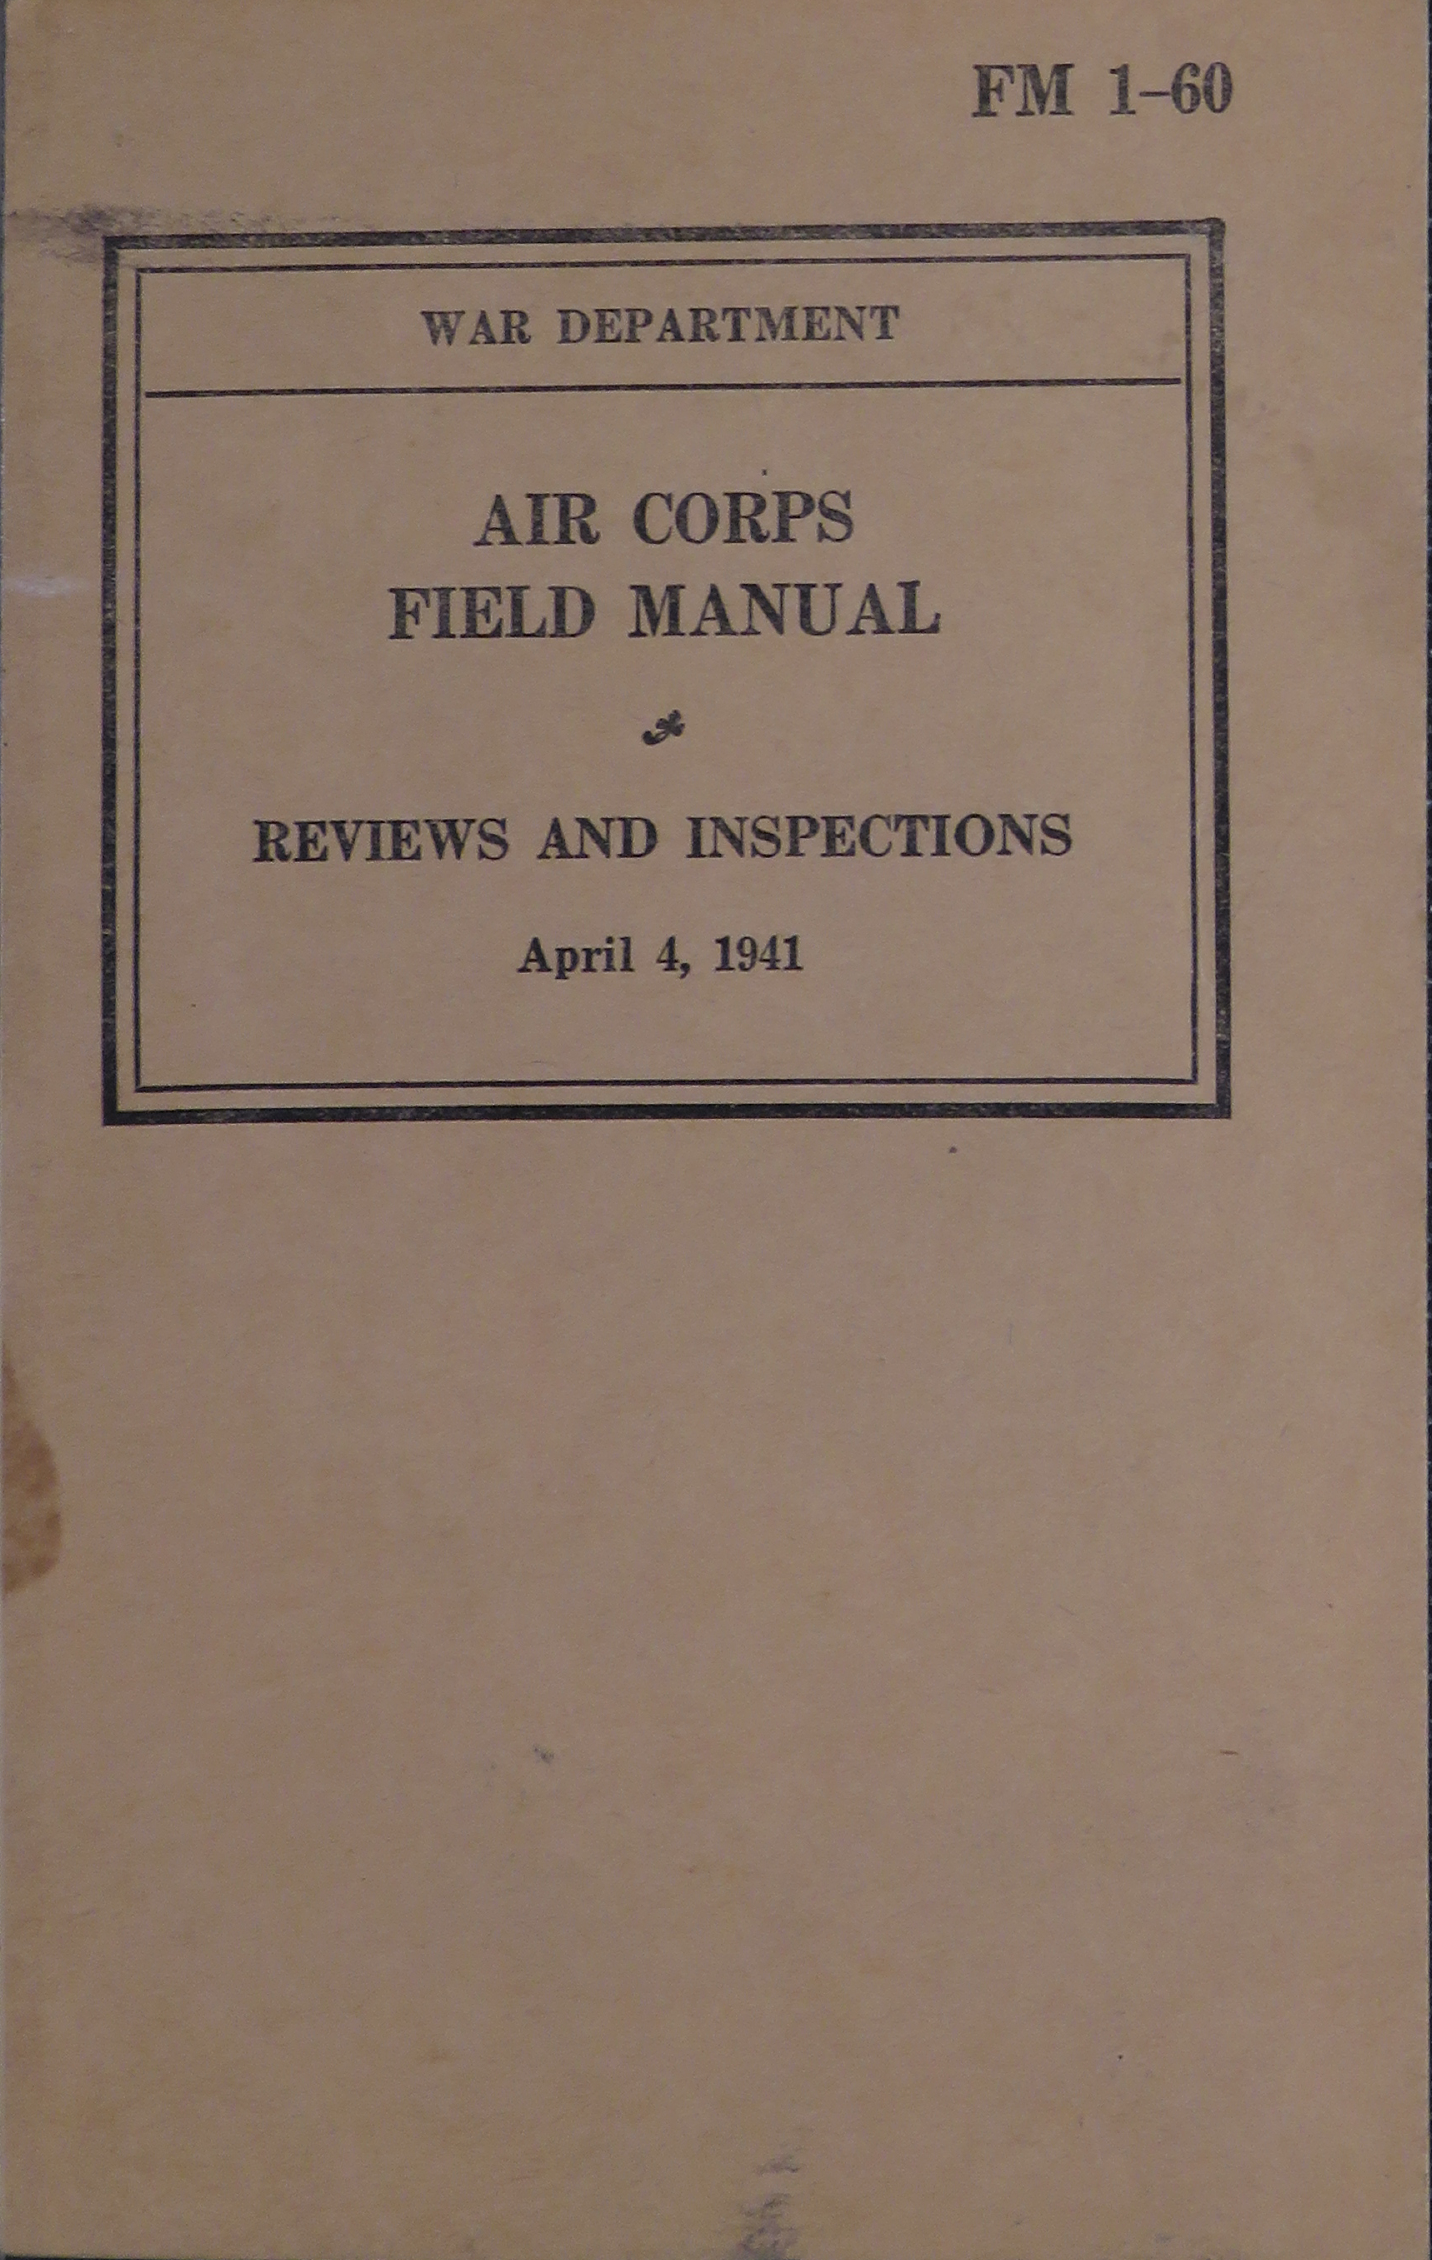 FM 1–60
WAR DEPARTMENT
AIR CORPS
FIELD MANUAL
REVIEWS AND INSPECTIONS
April 4, 1941